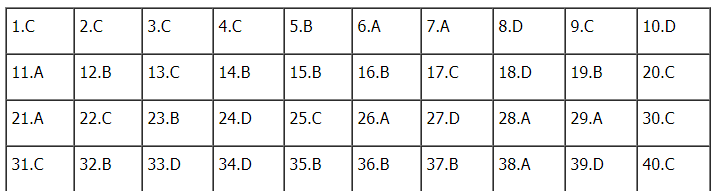 1.C 2.C 3.C 4.C 5.B 6.A 7.A 8.D 9.C 10.D
11.A 12.B 13.C 14.B 15.B 16.B 17.C 18.D 19.B 20.C
21.A 22.C 23.B 24.D 25.C 26.A 27.D 28.A 29.A 30.C
31.C 32.B 33.D 34.D 35.B 36.B 37.B 38.A 39.D 40.C